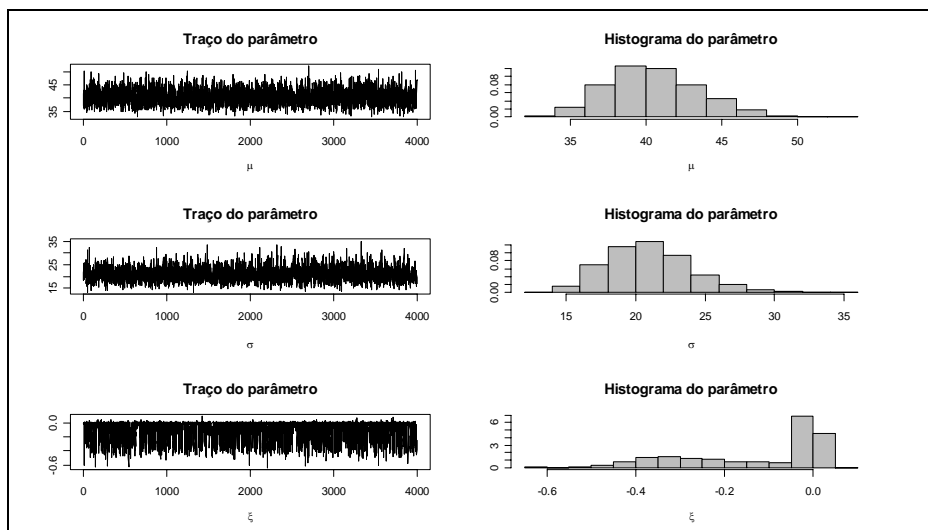 Traço do parâmetro
Histograma do parâmetro
35 45
0.00 0.08
0 1000 2000 3000 4000
35 40 45 50
μ
μ
Traço do parâmetro
Histograma do parâmetro
15 25 35
0.00 0.08
0 1000 2000 3000 4000
15 20 25 30 35
σ
σ
Traço do parâmetro
Histograma do parâmetro
-0.6 0.0
0 3 6
0 1000 2000 3000 4000
-0.6 -0.4 -0.2 0.0
ξ
ξ